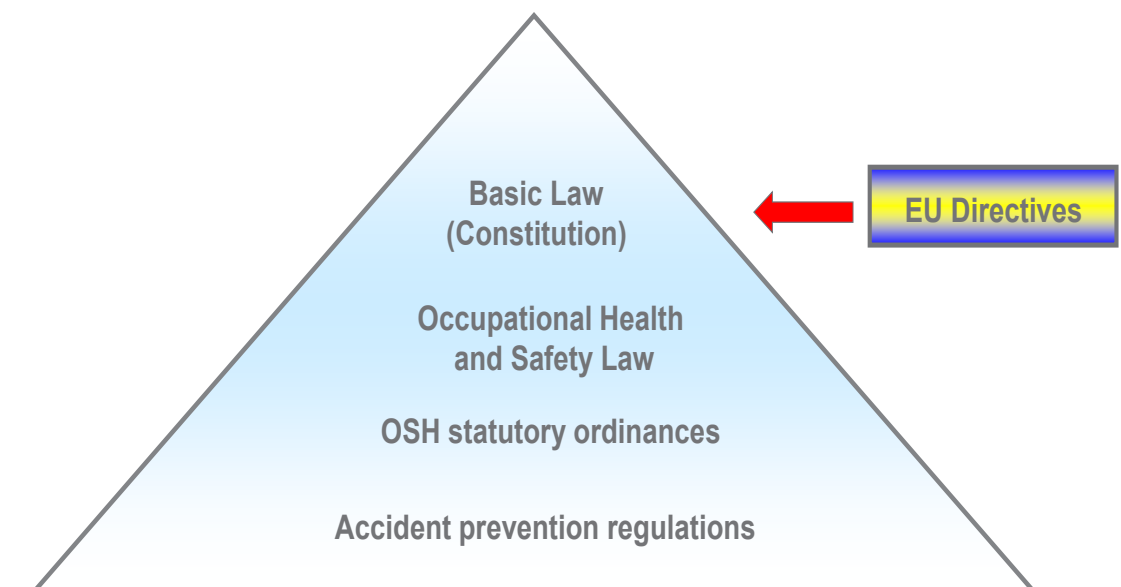 Basic Law
(Constitution)
EU Directives
Occupational Health
and Safety Law
OSH statutory ordinances
Accident prevention regulations